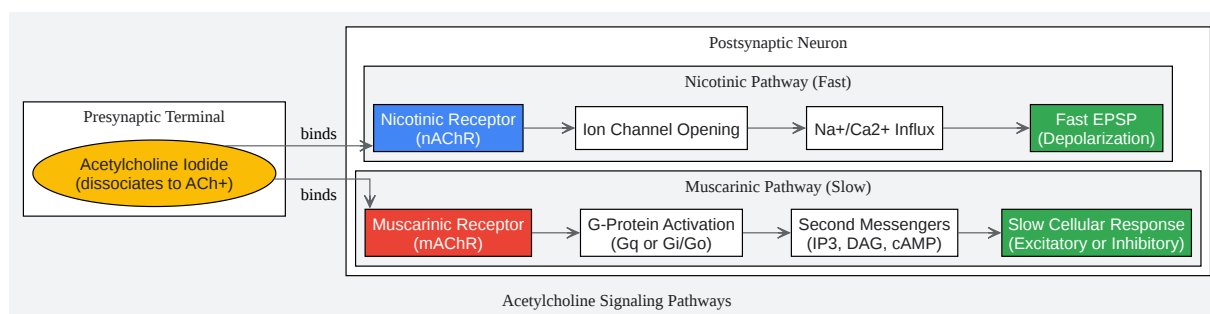 Postsynaptic Neuron
Nicotinic Pathway (Fast)
Presynaptic Terminal
binds
Nicotinic Receptor
(nAChR)
Ion Channel Opening
Na+/Ca2+ Influx
Fast EPSP
(Depolarization)
Acetylcholine Iodide
(dissociates to ACh+)
binds
Muscarinic Pathway (Slow)
Muscarinic Receptor
(mAChR)
G-Protein Activation
(Gq or Gi/Go)
Second Messengers
(IP3, DAG, cAMP)
Slow Cellular Response
(Excitatory or Inhibitory)
Acetylcholine Signaling Pathways